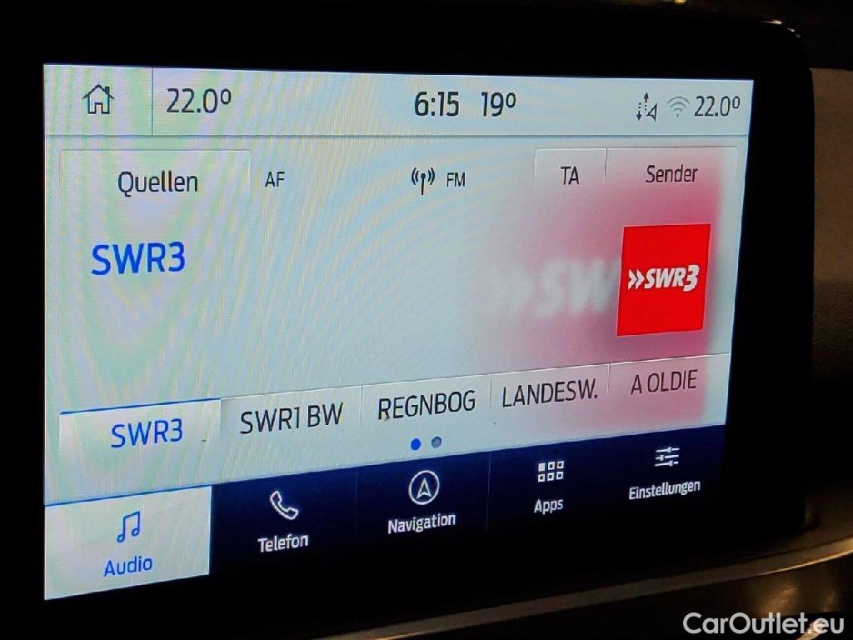 22.0° 6:15 19° 22.0°
Quellen AF FM TA Sender
SWR3
»SW
»SWR3
SWR3 SWR1 BW REGNBOG LANDESW. A OLDIE
Audio Telefon Navigation Apps Einstellungen
CarOutlet.eu